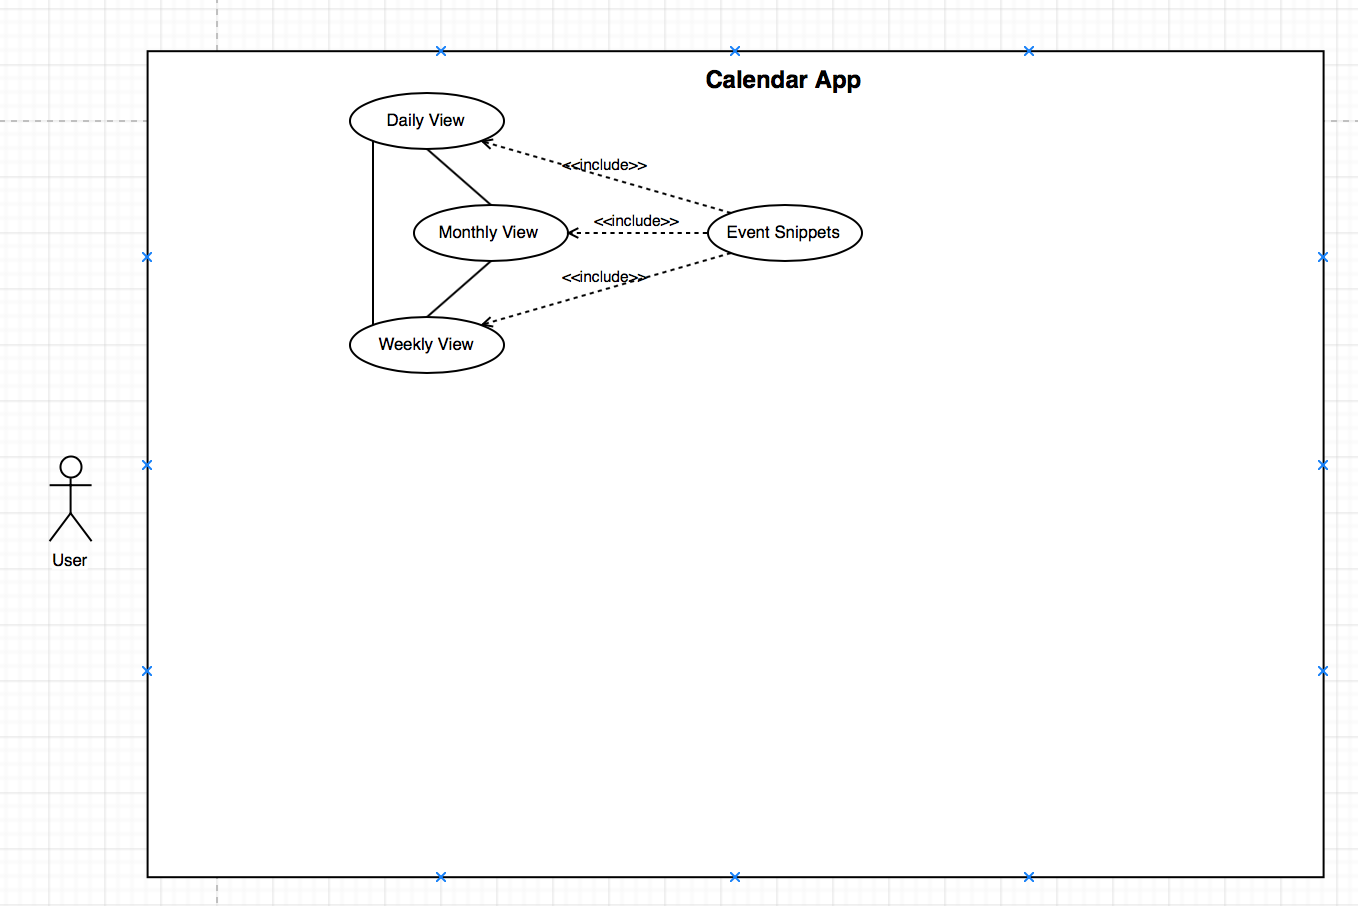 Calendar App
Daily View
<<include>>
<<include>>
Monthly View
Event Snippets
<<include>>
Weekly View
User